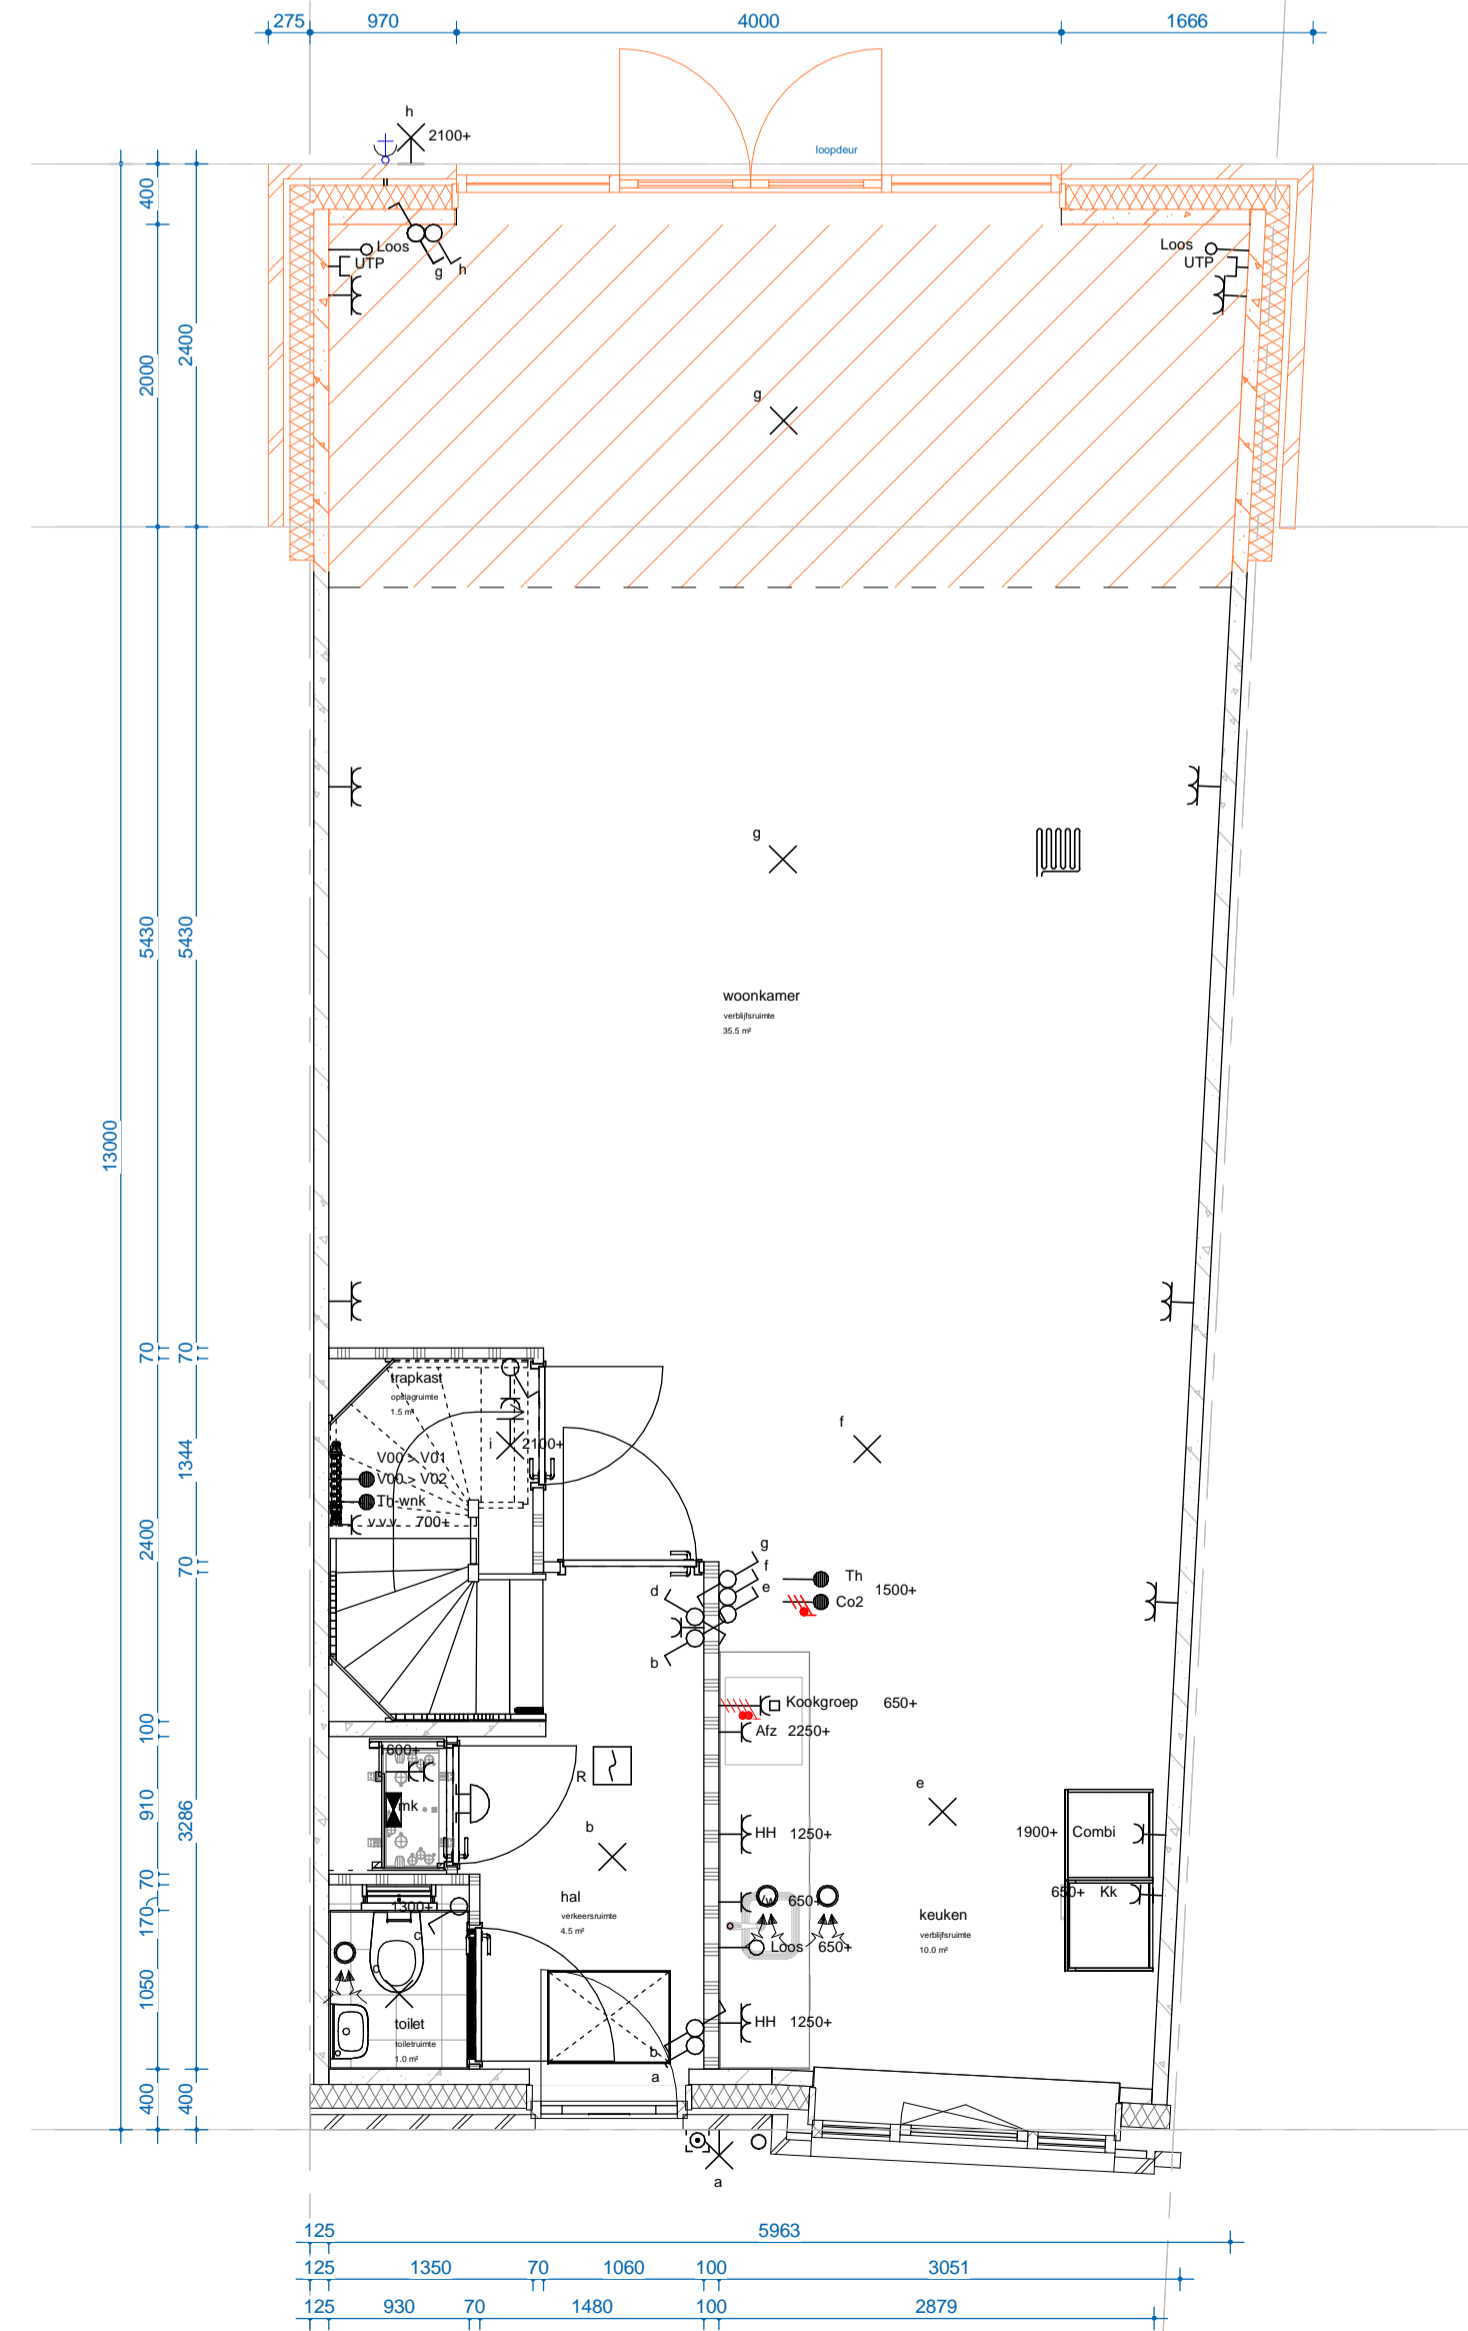 275 970 4000 1666
h
2100+
loopdeur
400
Loos
UTP
g h
Loos
UTP
2000
2400
g
g
5430
5430
woonkamer
verblijfsruimte
35.5 m²
13000
70 70
trapkast
opslagruimte
1.5 m²
f
i 2100+
V00 > V01
V00 > V02
Th-wnk
v.v.v. 700+
1344
2400
70
g
f
e
d
b
Th
Co2
1500+
Kookgroep 650+
Afz 2250+
100
1600+
mk
R
b
e
910
3286
HH 1250+
1900+ Combi
650+ Kk
70
170
1300+
c
c
hal
verkeersruimte
4.5 m²
Vw 650+
Loos 650+
keuken
verblijfsruimte
10.0 m²
1050
toilet
toiletruimte
1.0 m²
HH 1250+
b
a
400 400
a
125 5963
125 1350 70 1060 100 3051
125 930 70 1480 100 2879